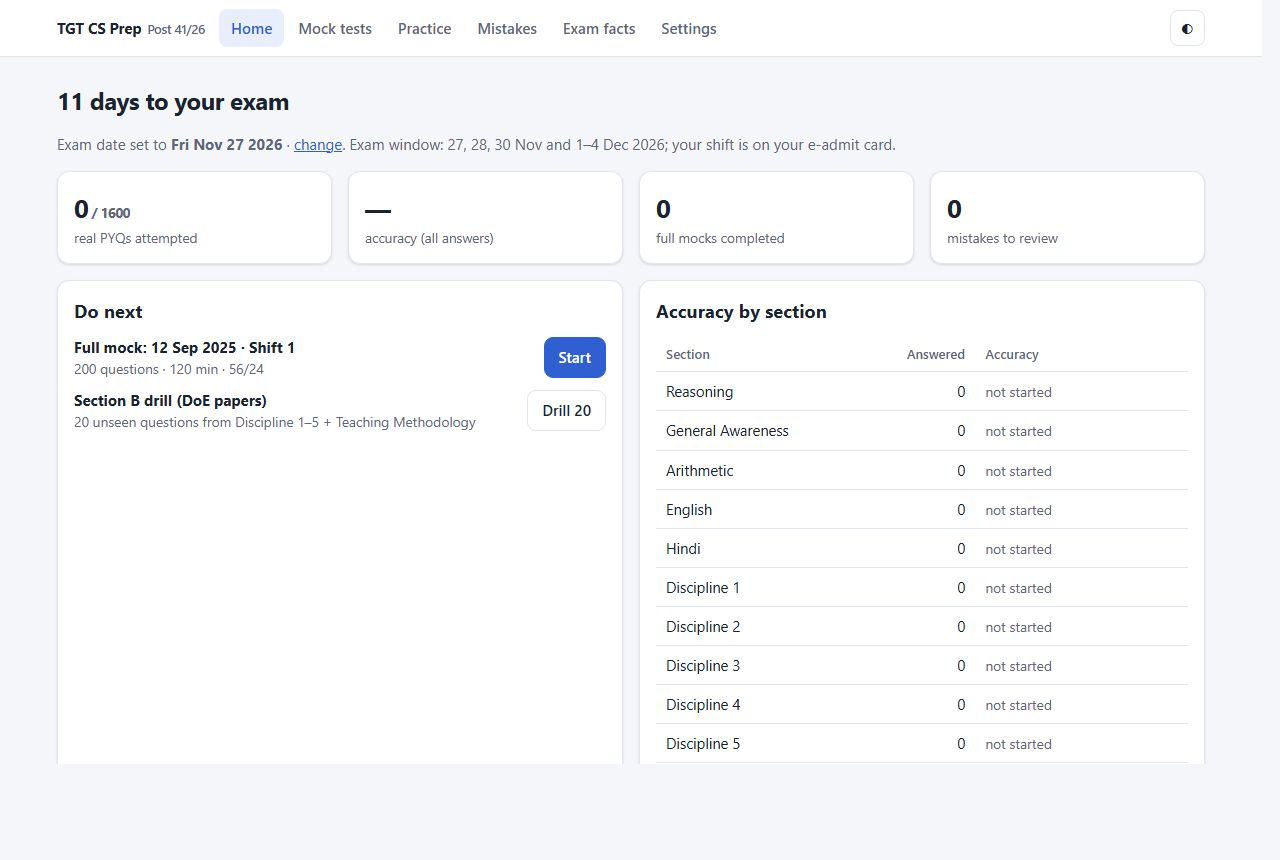 TGT CS Prep Post 41/26 Home Mock tests Practice Mistakes Exam facts Settings
11 days to your exam
Exam date set to Fri Nov 27 2026 · change. Exam window: 27, 28, 30 Nov and 1–4 Dec 2026; your shift is on your e-admit card.
0 / 1600
real PYQs attempted
—
accuracy (all answers)
0
full mocks completed
0
mistakes to review
Do next
Full mock: 12 Sep 2025 · Shift 1
200 questions · 120 min · 56/24
Start
Section B drill (DoE papers)
20 unseen questions from Discipline 1–5 + Teaching Methodology
Drill 20
Accuracy by section
Section Answered Accuracy
Reasoning 0 not started
General Awareness 0 not started
Arithmetic 0 not started
English 0 not started
Hindi 0 not started
Discipline 1 0 not started
Discipline 2 0 not started
Discipline 3 0 not started
Discipline 4 0 not started
Discipline 5 0 not started